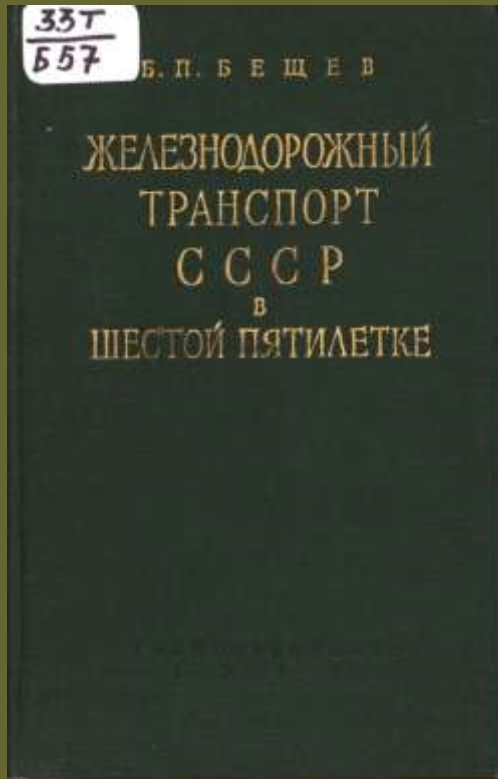 33Т
Б57
Б. П. БЕЩЕВ
ЖЕЛЕЗНОДОРОЖНЫЙ
ТРАНСПОРТ
СССР
В
ШЕСТОЙ ПЯТИЛЕТКЕ